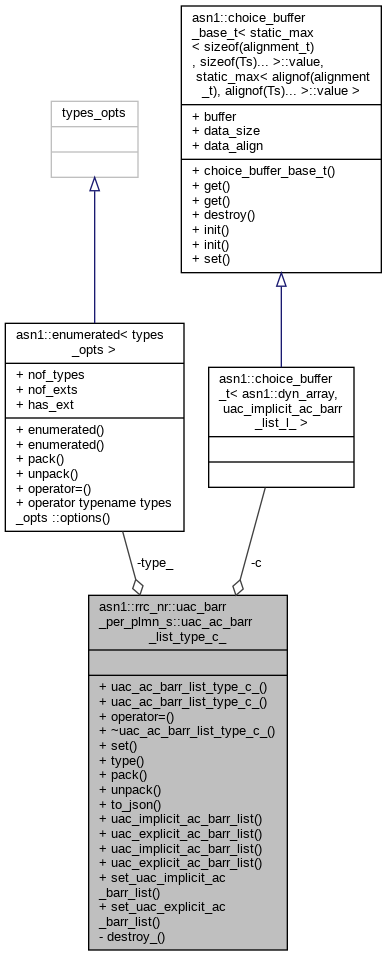 asn1::choice_buffer
_base_t< static_max
< sizeof(alignment_t)
, sizeof(Ts)... >::value,
static_max< alignof(alignment
_t), alignof(Ts)... >::value >
+ buffer
+ data_size
+ data_align
+ choice_buffer_base_t()
+ get()
+ get()
+ destroy()
+ init()
+ init()
+ set()
types_opts
asn1::enumerated< types
_opts >
+ nof_types
+ nof_exts
+ has_ext
+ enumerated()
+ enumerated()
+ pack()
+ unpack()
+ operator=()
+ operator typename types
_opts ::options()
asn1::choice_buffer
_t< asn1::dyn_array,
uac_implicit_ac_barr
_list_l_ >
-type_
-c
asn1::rrc_nr::uac_barr
_per_plmn_s::uac_ac_barr
_list_type_c_
+ uac_ac_barr_list_type_c_()
+ uac_ac_barr_list_type_c_()
+ operator=()
+ ~uac_ac_barr_list_type_c_()
+ set()
+ type()
+ pack()
+ unpack()
+ to_json()
+ uac_implicit_ac_barr_list()
+ uac_explicit_ac_barr_list()
+ uac_implicit_ac_barr_list()
+ uac_explicit_ac_barr_list()
+ set_uac_implicit_ac
_barr_list()
+ set_uac_explicit_ac
_barr_list()
- destroy_()